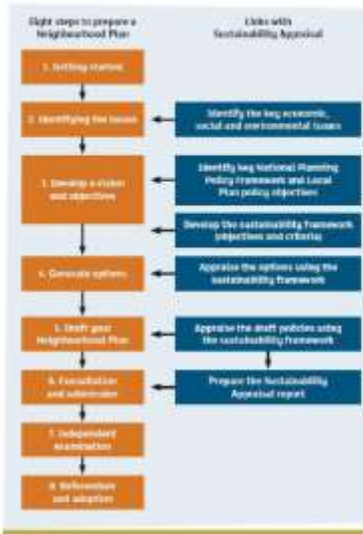 Eight steps to prepare a
Neighbourhood Plan
Links with
Sustainability Appraisal
1. Getting started
2. Identifying the issues
Identify the key economic,
social and environmental issues
3. Develop a vision
and objectives
Identify key National Planning
Policy Framework and Local
Plan policy objectives
Develop the sustainability framework
(objectives and criteria)
4. Generate options
Appraise the options using the
sustainability framework
5. Draft your
Neighbourhood Plan
Appraise the draft policies using
the sustainability framework
6. Consultation
and submission
Prepare the Sustainability
Appraisal report
7. Independent
examination
8. Referendum
and adoption